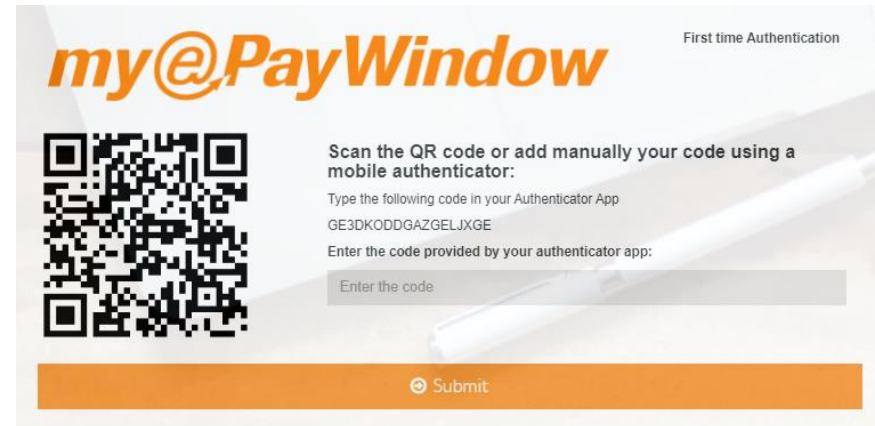 my@PayWindow
First time Authentication
Scan the QR code or add manually your code using a
mobile authenticator:
Type the following code in your Authenticator App
GE3DKODDGAZGELJXGE
Enter the code provided by your authenticator app:
Enter the code
Submit